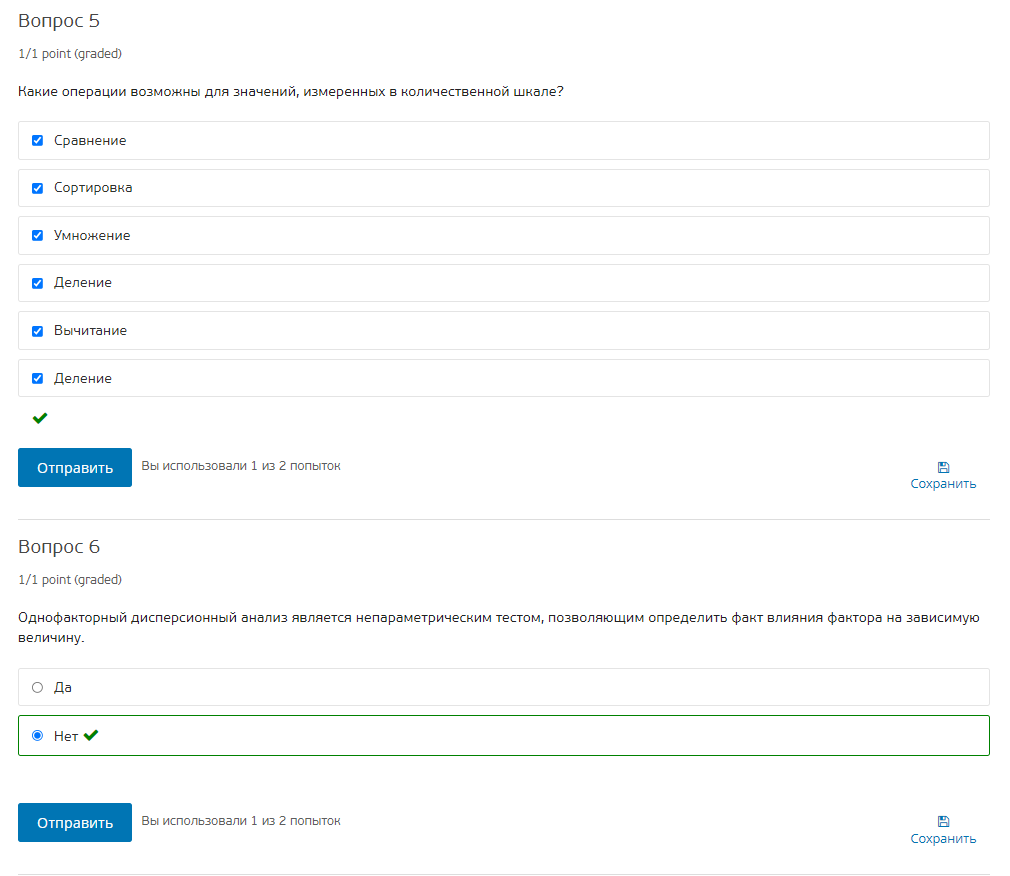 Вопрос 5
1/1 point (graded)
Какие операции возможны для значений, измеренных в количественной шкале?
Сравнение
Сортировка
Умножение
Деление
Вычитание
Деление
Отправить
Вы использовали 1 из 2 попыток
Сохранить
Вопрос 6
1/1 point (graded)
Однофакторный дисперсионный анализ является непараметрическим тестом, позволяющим определить факт влияния фактора на зависимую
величину.
Да
Нет
Отправить
Вы использовали 1 из 2 попыток
Сохранить